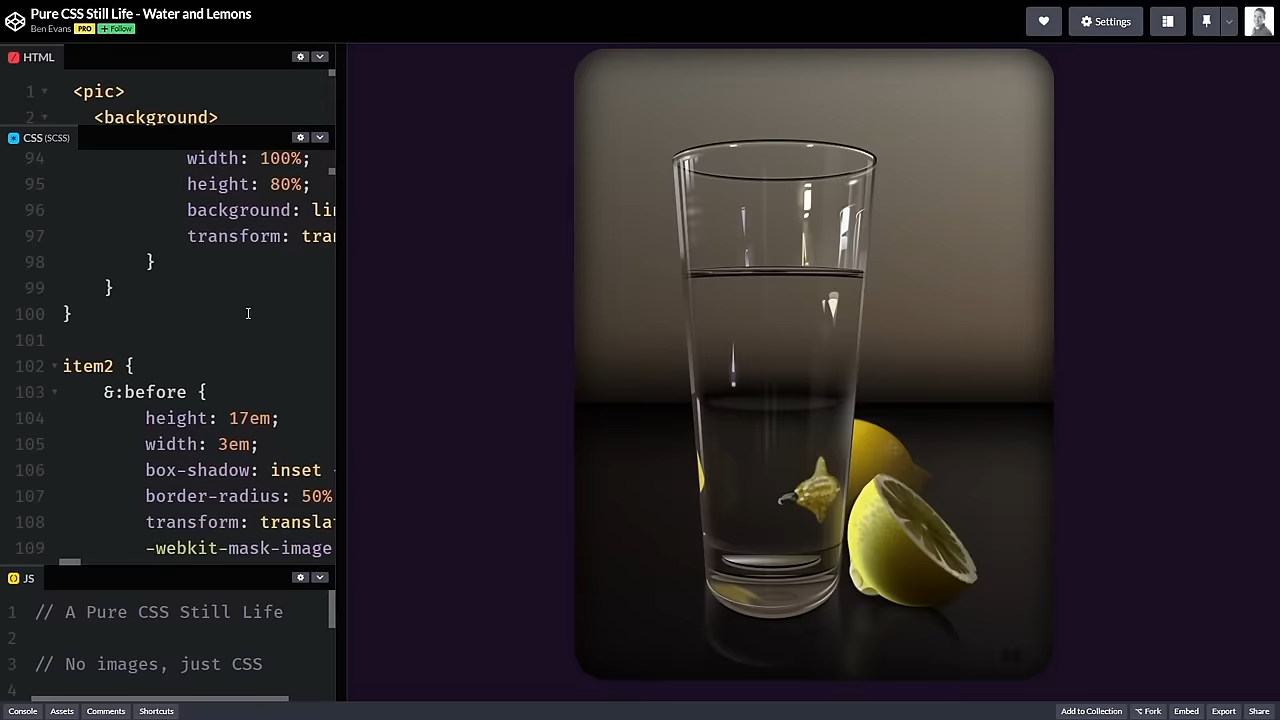 Pure CSS Still Life - Water and Lemons
Ben Evans PRO + Follow
Settings
HTML
1 <pic>
2 <background>
CSS (SCSS)
94 width: 100%;
95 height: 80%;
96 background: lin
97 transform: tran
98 }
99 }
100 }
101
102 item2 {
103 &:before {
104 height: 17em;
105 width: 3em;
106 box-shadow: inset -
107 border-radius: 50%
108 transform: translat
109 -webkit-mask-image
JS
1 // A Pure CSS Still Life
2
3 // No images, just CSS
4
Console Assets Comments Shortcuts
Add to Collection Fork Embed Export Share